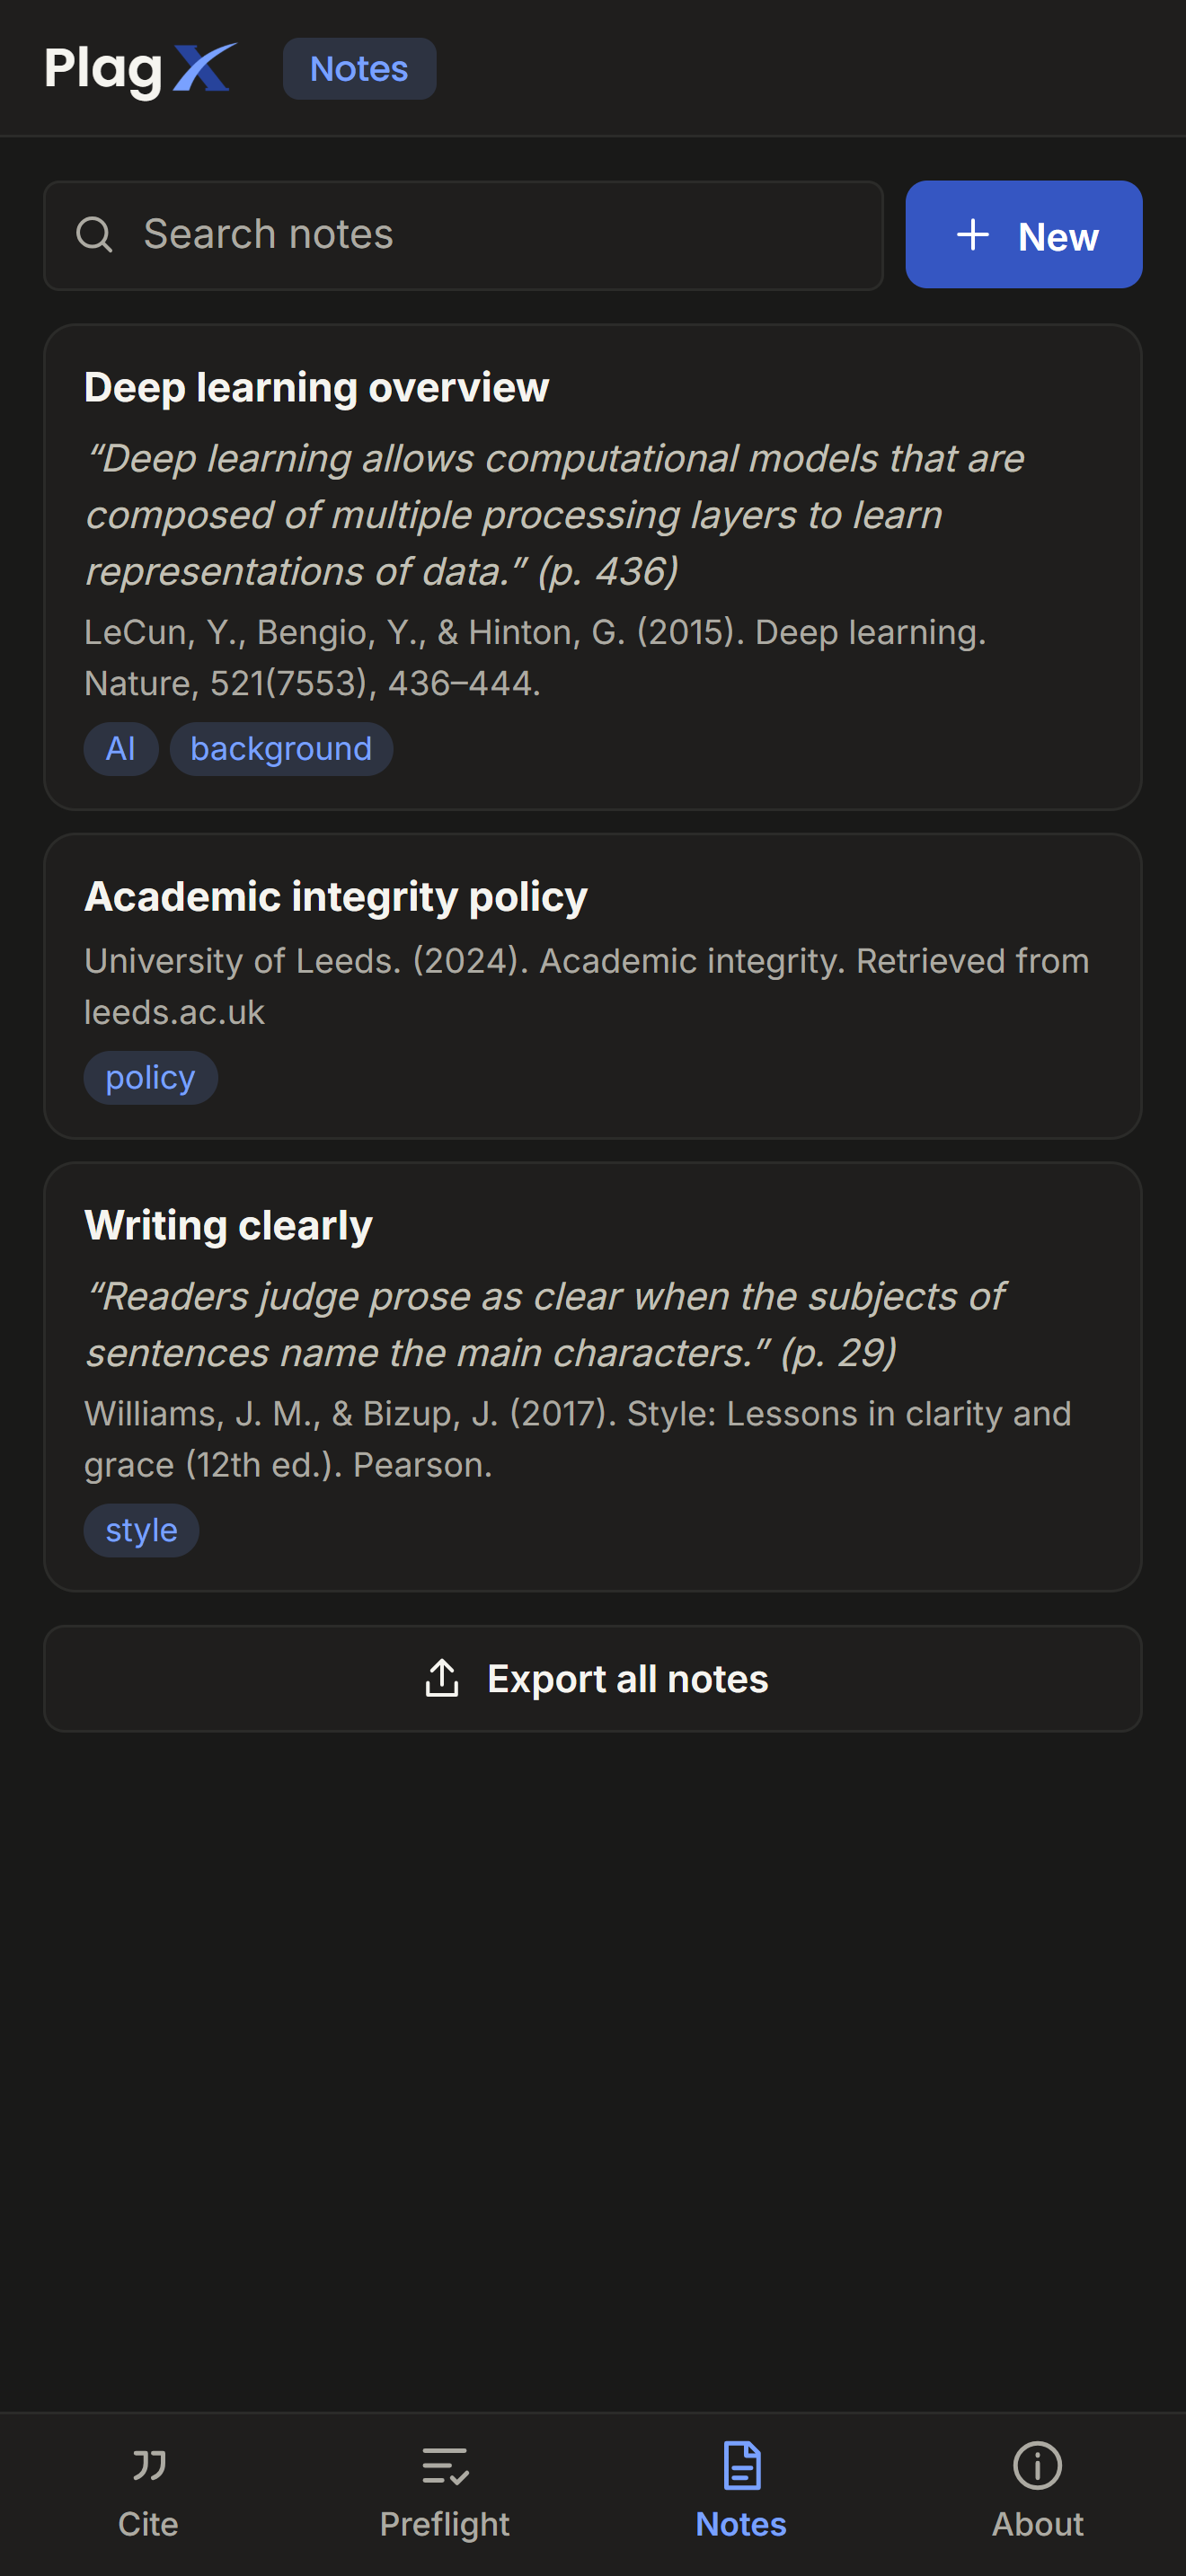 PlagX Notes
Search notes
New
Deep learning overview
“Deep learning allows computational models that are
composed of multiple processing layers to learn
representations of data.” (p. 436)
LeCun, Y., Bengio, Y., & Hinton, G. (2015). Deep learning.
Nature, 521(7553), 436–444.
AI background
Academic integrity policy
University of Leeds. (2024). Academic integrity. Retrieved from
leeds.ac.uk
policy
Writing clearly
“Readers judge prose as clear when the subjects of
sentences name the main characters.” (p. 29)
Williams, J. M., & Bizup, J. (2017). Style: Lessons in clarity and
grace (12th ed.). Pearson.
style
Export all notes
Cite Preflight Notes About